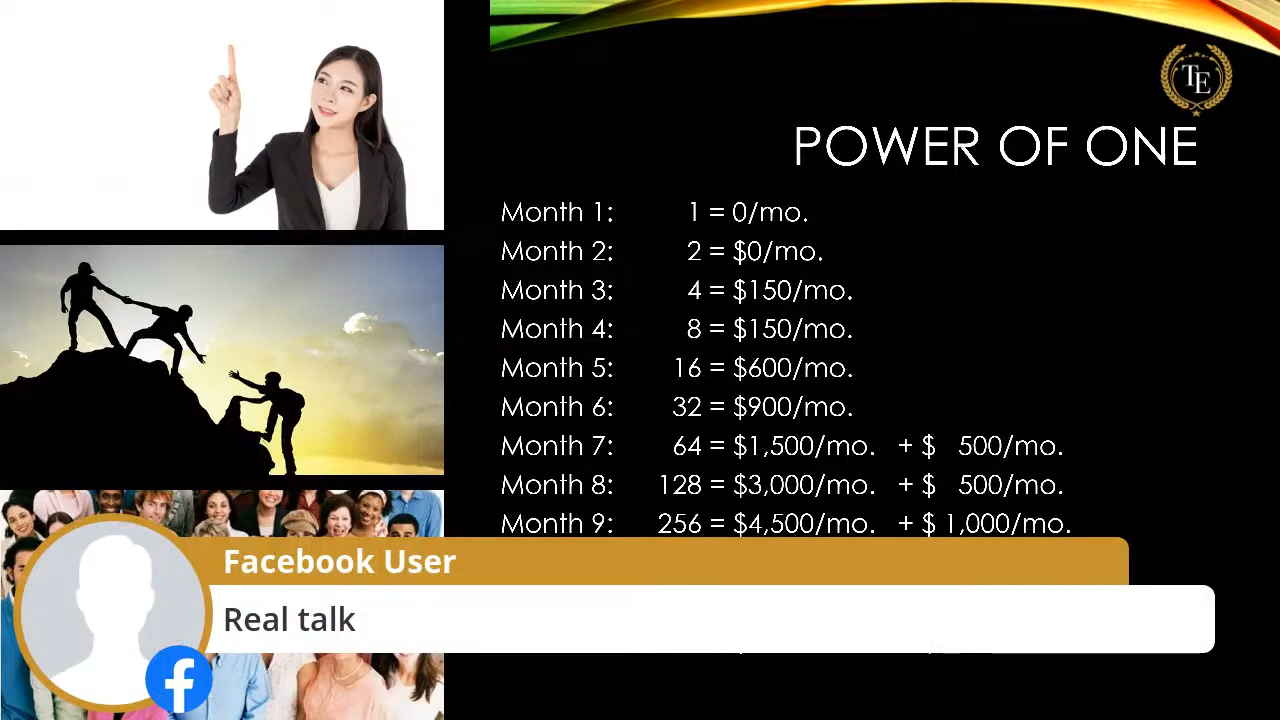 TE
POWER OF ONE
Month 1: 1 = 0/mo.
Month 2: 2 = $0/mo.
Month 3: 4 = $150/mo.
Month 4: 8 = $150/mo.
Month 5: 16 = $600/mo.
Month 6: 32 = $900/mo.
Month 7: 64 = $1,500/mo. + $ 500/mo.
Month 8: 128 = $3,000/mo. + $ 500/mo.
Month 9: 256 = $4,500/mo. + $ 1,000/mo.
Facebook User
Real talk